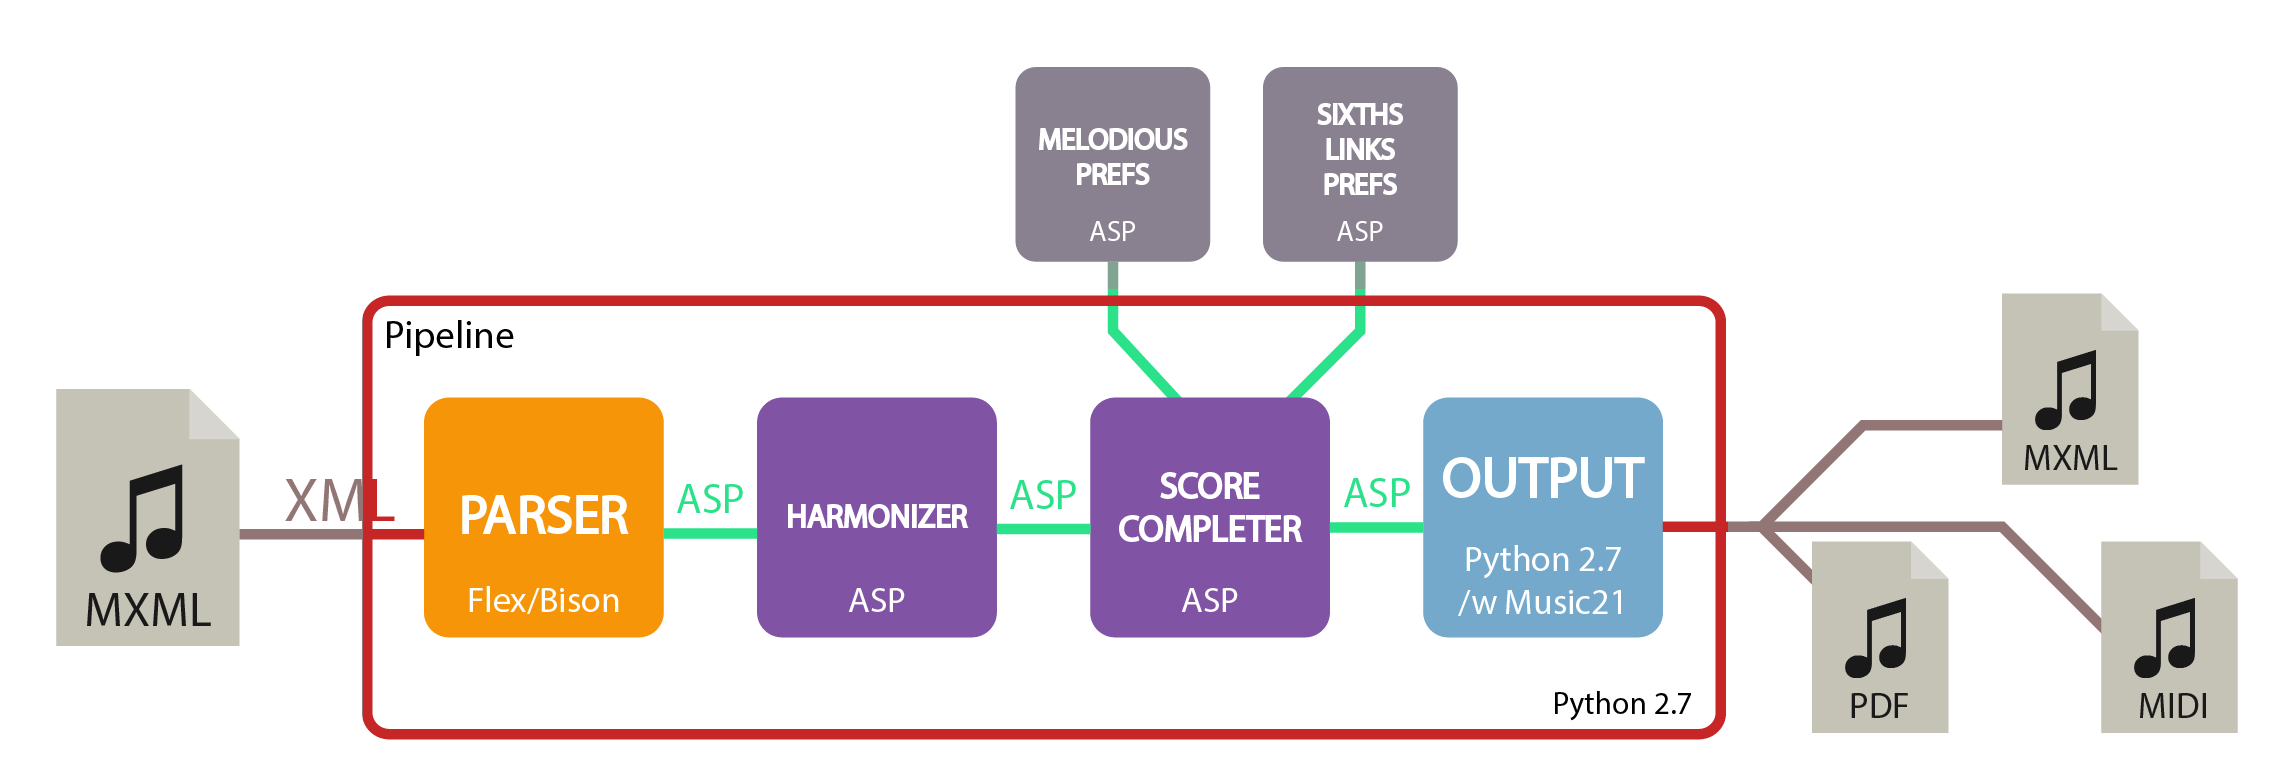 MELODIOUS
PREFS
ASP
SIXTHS
LINKS
PREFS
ASP
Pipeline
MXML
XML
PARSER
Flex/Bison
ASP
HARMONIZER
ASP
ASP
SCORE
COMPLETER
ASP
ASP
OUTPUT
Python 2.7
/w Music21
Python 2.7
MXML
PDF
MIDI